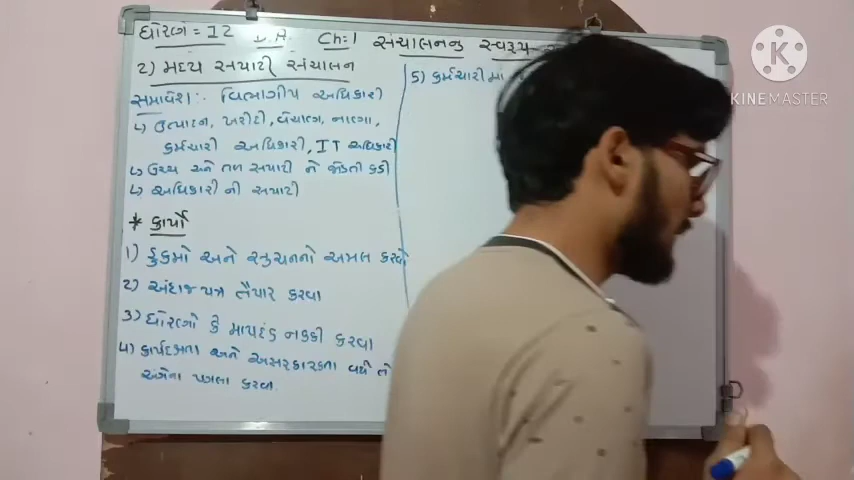 ધોરણ = 12 B.A. Ch:1 સંચાલનનુ સ્વરૂપ
2) મધ્ય સપાટી સંચાલન
સમાવેશ:- વિભાગીય અધિકારી
↳ ઉત્પાદન, ખરીદી, વેચાણ, નાણા,
કર્મચારી અધિકારી, IT અધિકારી
↳ ઉચ્ચ અને તળ સપાટી ને જોડતી કડી
↳ અધિકારી ની સપાટી
* કાર્યો
1) હુકમો અને સુચનનો અમલ કરવો
2) અંદાજપત્ર તૈયાર કરવા
3) ધોરણો કે માપદંડ નક્કી કરવા
4) કાર્યદક્ષતા અને અસરકારકતા વધે તે
અંગેના પગલા કરવા
5) કર્મચારીમાં
KINEMASTER